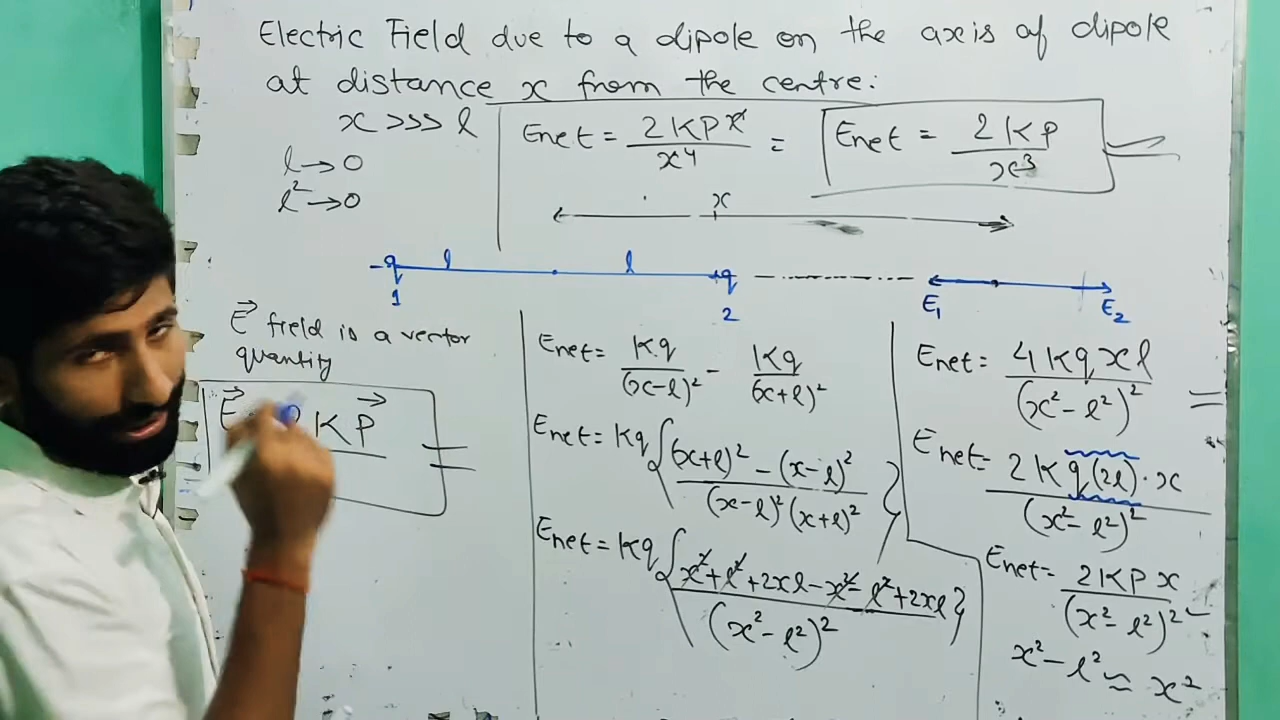 Electric Field due to a dipole on the axis of dipole
at distance x from the centre:
x >>> l
l→0
l²→0
Enet = 2KPx/x⁴ = Enet = 2KP/x³
x
-q l l +q
1 2 E₁ E₂
E⃗ field is a vector
quantity
E⃗ KP⃗
Enet = Kq/(x-l)² - Kq/(x+l)²
Enet = Kq{(x+l)² - (x-l)²/(x-l)²(x+l)²}
Enet = Kq{x²+l²+2xl-x²-l²+2xl/(x²-l²)²}
Enet = 4Kqxl/(x²-l²)²
Enet = 2Kq(2l)·x/(x²-l²)²
Enet = 2KPx/(x²-l²)²
x²-l² ≃ x²